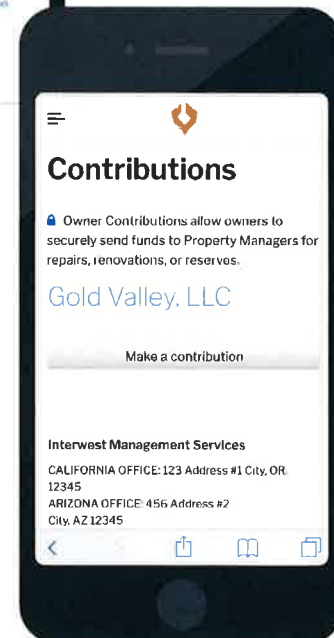 Contributions
Owner Contributions allow owners to
securely send funds to Property Managers for
repairs, renovations, or reserves.
Gold Valley, LLC
Make a contribution
Interwest Management Services
CALIFORNIA OFFICE: 123 Address #1 City, OR
12345
ARIZONA OFFICE: 456 Address #2
City, AZ 12345